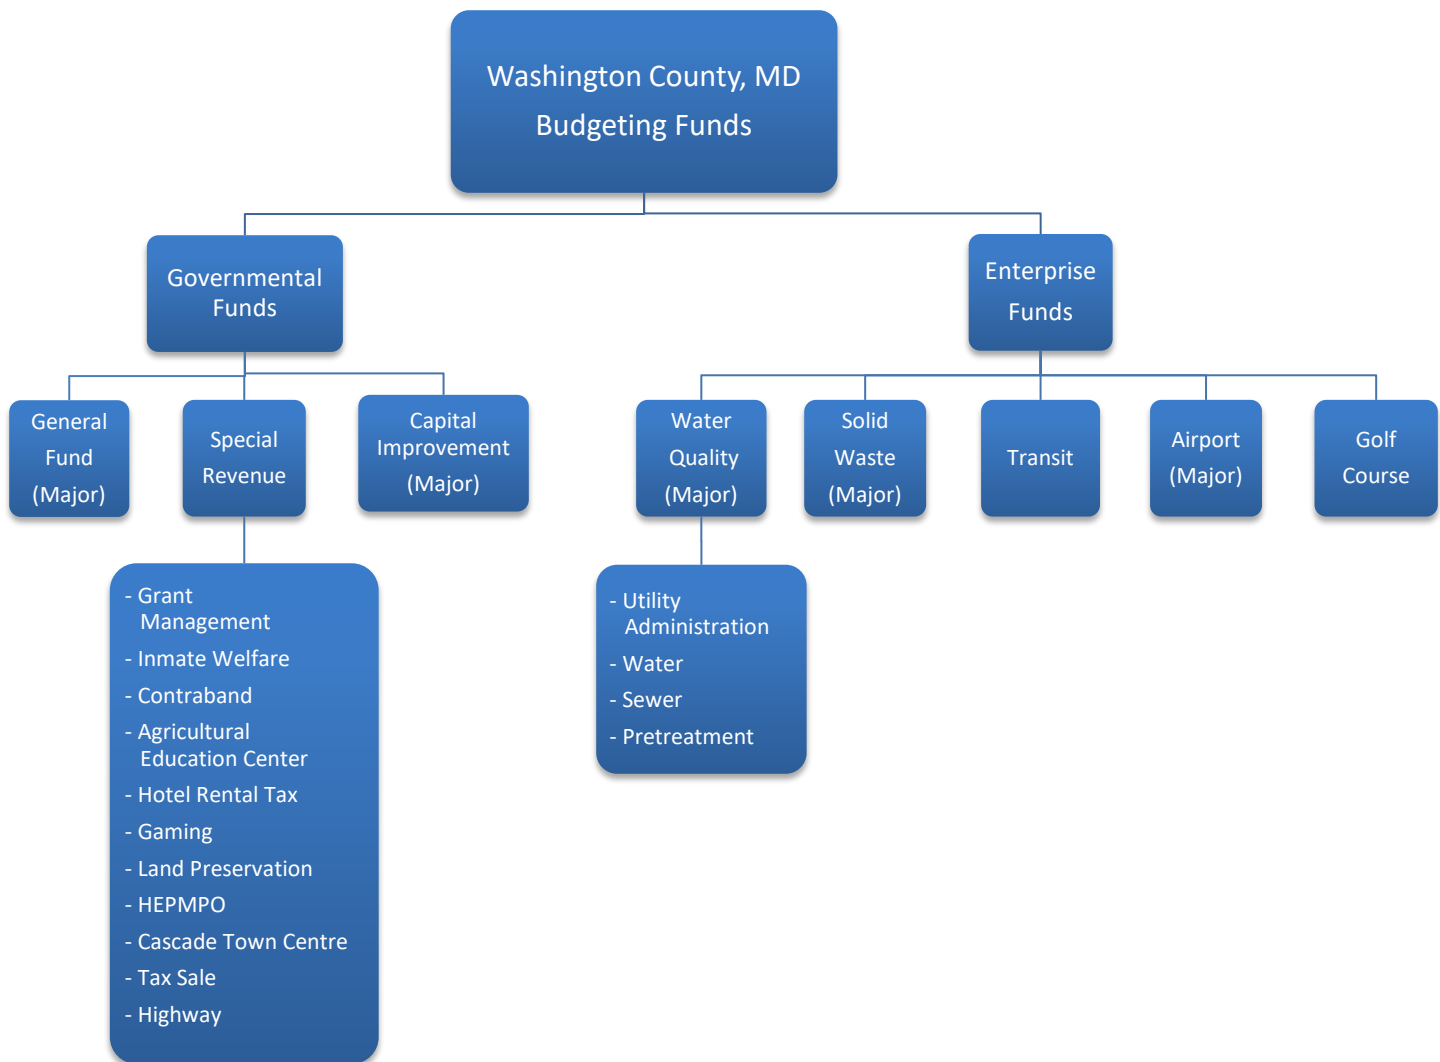 Washington County, MD
Budgeting Funds
Governmental
Funds
Enterprise
Funds
General
Fund
(Major)
Special
Revenue
Capital
Improvement
(Major)
Water
Quality
(Major)
Solid
Waste
(Major)
Transit
Airport
(Major)
Golf
Course
- Grant
Management
- Inmate Welfare
- Contraband
- Agricultural
Education Center
- Hotel Rental Tax
- Gaming
- Land Preservation
- HEPMPO
- Cascade Town Centre
- Tax Sale
- Highway
- Utility
Administration
- Water
- Sewer
- Pretreatment